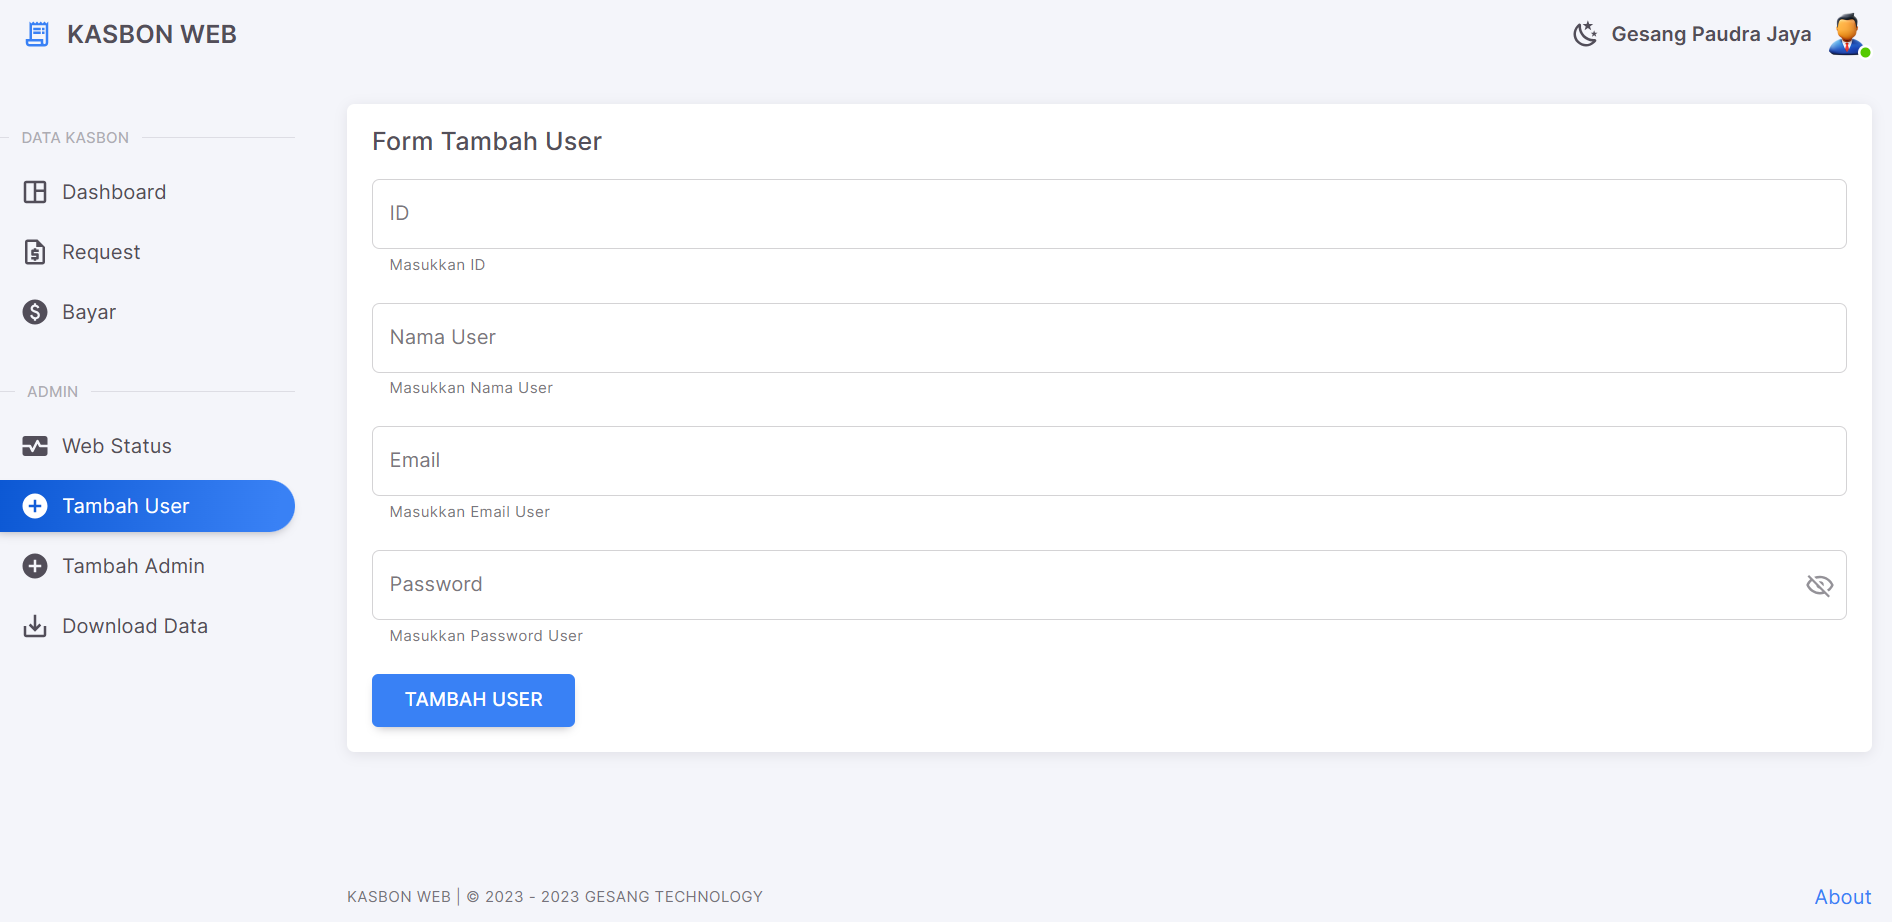 KASBON WEB
Gesang Paudra Jaya
DATA KASBON
Dashboard
Request
Bayar
ADMIN
Web Status
Tambah User
Tambah Admin
Download Data
Form Tambah User
ID
Masukkan ID
Nama User
Masukkan Nama User
Email
Masukkan Email User
Password
Masukkan Password User
TAMBAH USER
KASBON WEB | © 2023 - 2023 GESANG TECHNOLOGY
About